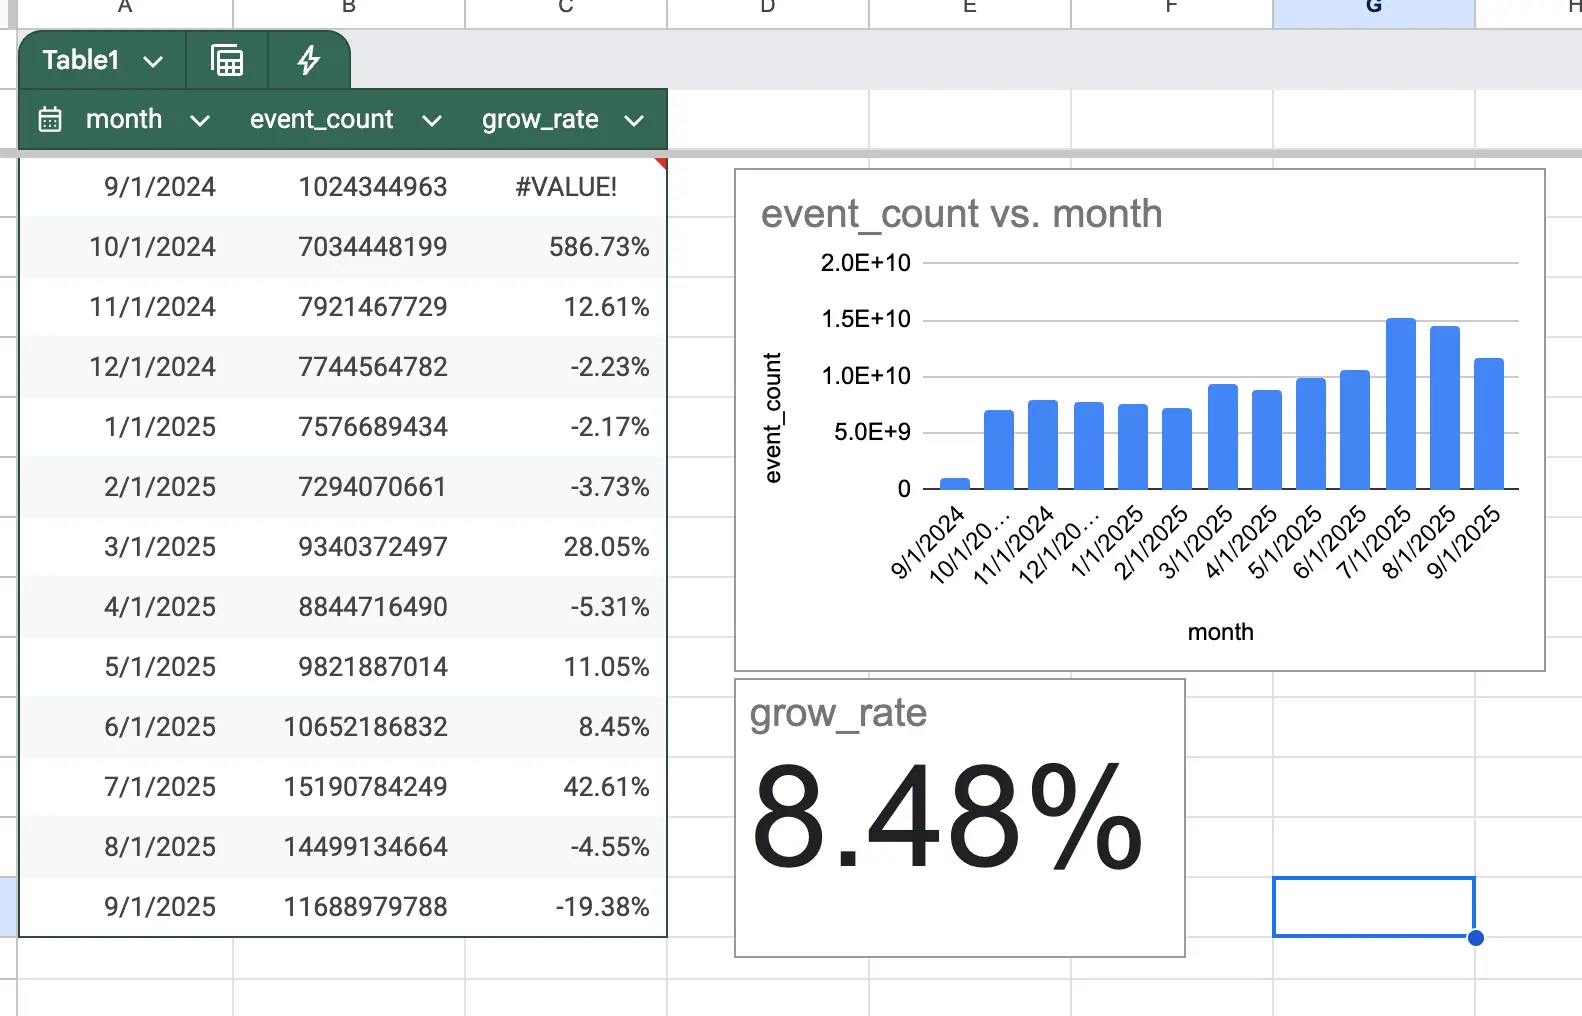 A B C D E F G H
Table1
month event_count grow_rate
9/1/2024 1024344963 #VALUE!
10/1/2024 7034448199 586.73%
11/1/2024 7921467729 12.61%
12/1/2024 7744564782 -2.23%
1/1/2025 7576689434 -2.17%
2/1/2025 7294070661 -3.73%
3/1/2025 9340372497 28.05%
4/1/2025 8844716490 -5.31%
5/1/2025 9821887014 11.05%
6/1/2025 10652186832 8.45%
7/1/2025 15190784249 42.61%
8/1/2025 14499134664 -4.55%
9/1/2025 11688979788 -19.38%
event_count vs. month
2.0E+10
1.5E+10
1.0E+10
5.0E+9
0
event_count
9/1/2024 10/1/20... 11/1/2024 12/1/20... 1/1/2025 2/1/2025 3/1/2025 4/1/2025 5/1/2025 6/1/2025 7/1/2025 8/1/2025 9/1/2025
month
grow_rate
8.48%